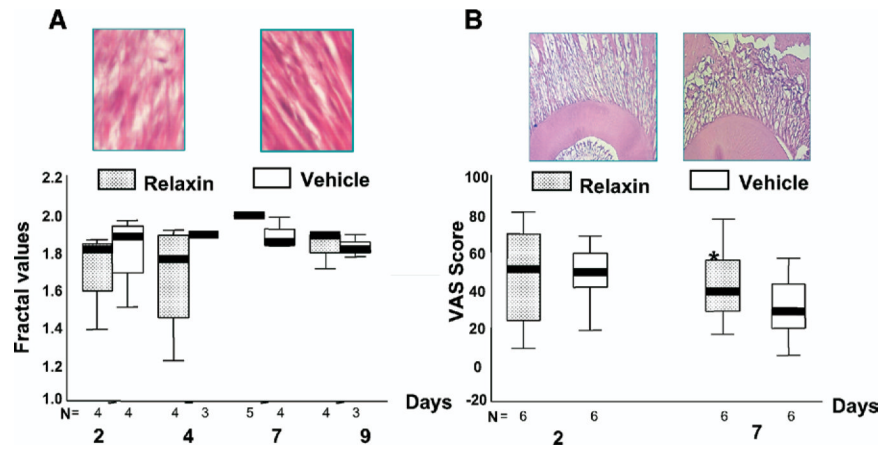 A
Relaxin Vehicle
Fractal values
2.2
2.0
1.8
1.6
1.4
1.2
1.0
N= 4 4 4 3 5 4 4 3
Days
2 4 7 9
B
Relaxin Vehicle
VAS Score
100
80
60
40
20
0
-20
*
N= 6 6 6 6
Days
2 7